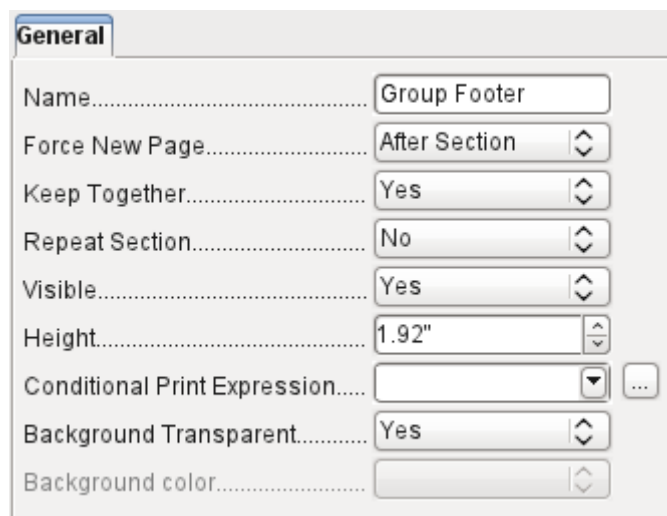 General
Name........................................ Group Footer
Force New Page....................... After Section
Keep Together.......................... Yes
Repeat Section......................... No
Visible....................................... Yes
Height....................................... 1.92"
Conditional Print Expression..... ...
Background Transparent.......... Yes
Background color......................